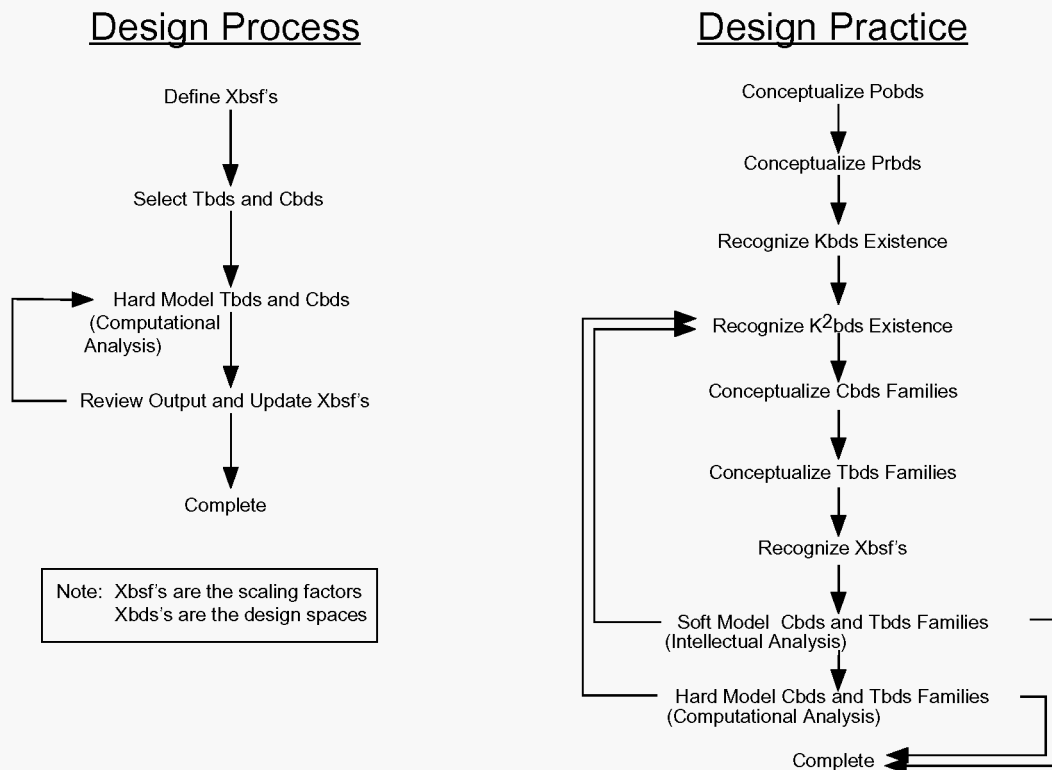 Design Process
Define Xbsf's
Select Tbds and Cbds
Hard Model Tbds and Cbds
(Computational
Analysis)
Review Output and Update Xbsf's
Complete
Note: Xbsf's are the scaling factors
Xbds's are the design spaces
Design Practice
Conceptualize Pobds
Conceptualize Prbds
Recognize Kbds Existence
Recognize K²bds Existence
Conceptualize Cbds Families
Conceptualize Tbds Families
Recognize Xbsf's
Soft Model Cbds and Tbds Families
(Intellectual Analysis)
Hard Model Cbds and Tbds Families
(Computational Analysis)
Complete